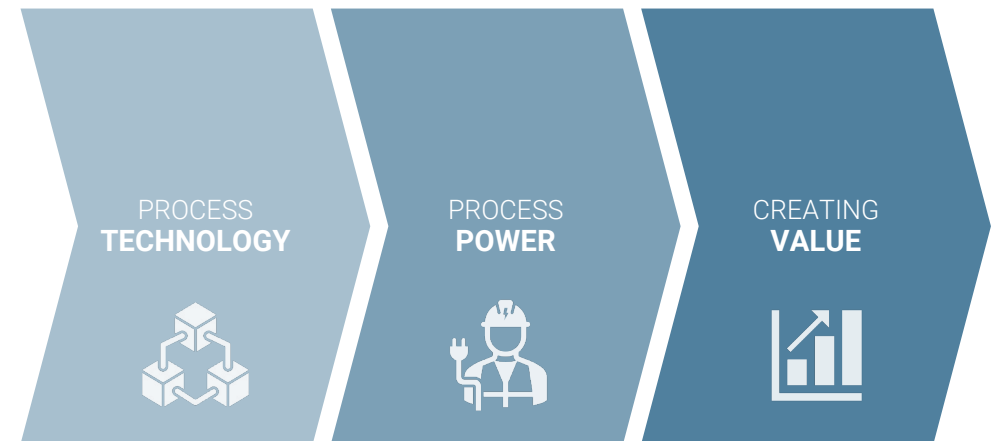 PROCESS
TECHNOLOGY
PROCESS
POWER
CREATING
VALUE